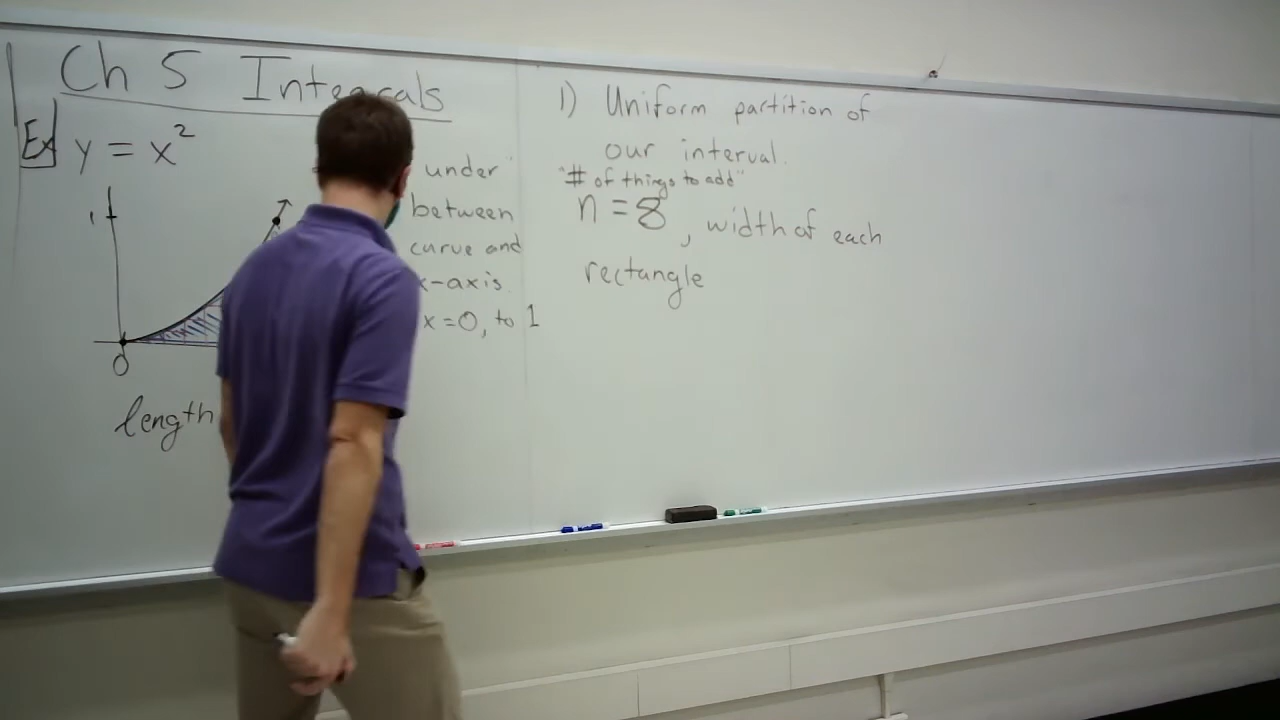 Ch 5 Integrals
Ex y = x²
under"
between
curve and
x-axis.
x=0, to 1
1
0
length
1) Uniform partition of
our interval.
"# of things to add"
n = 8, width of each
rectangle